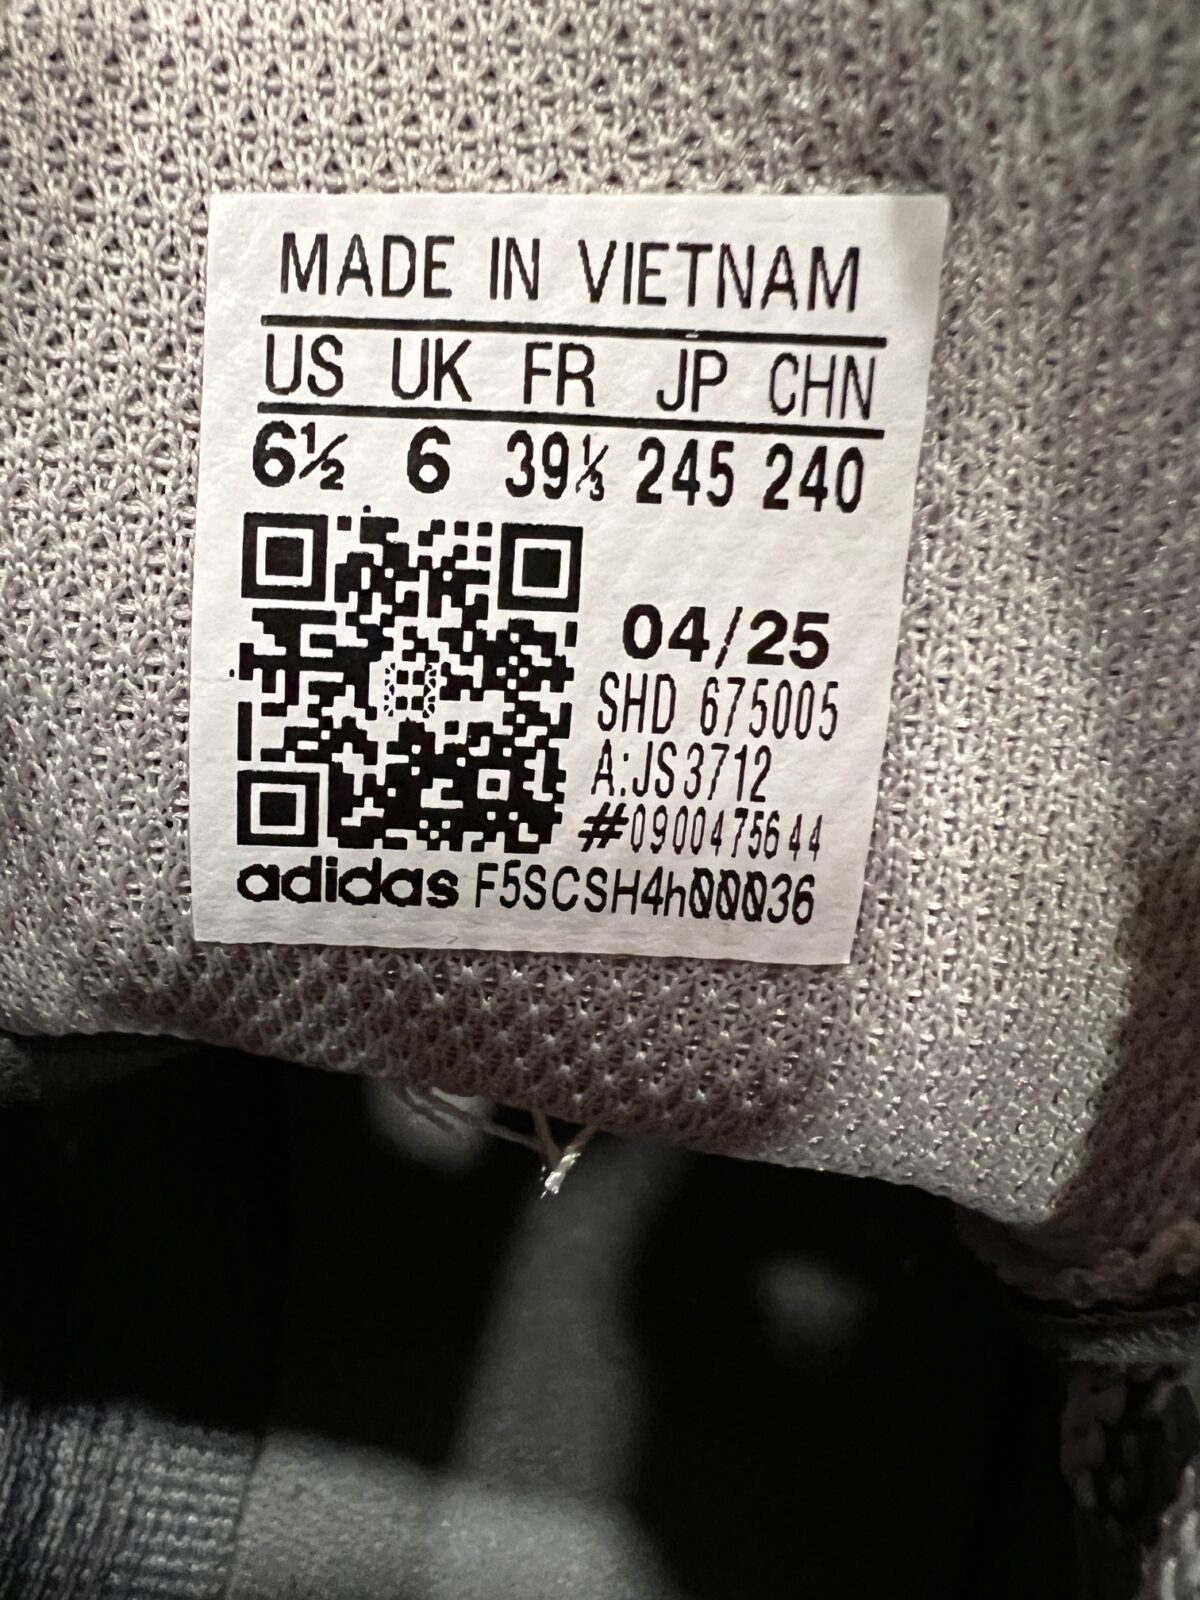 MADE IN VIETNAM
US UK FR JP CHN
6½ 6 39⅓ 245 240
04/25
SHD 675005
A:JS3712
#0900475644
adidas F5SCSH4h00036